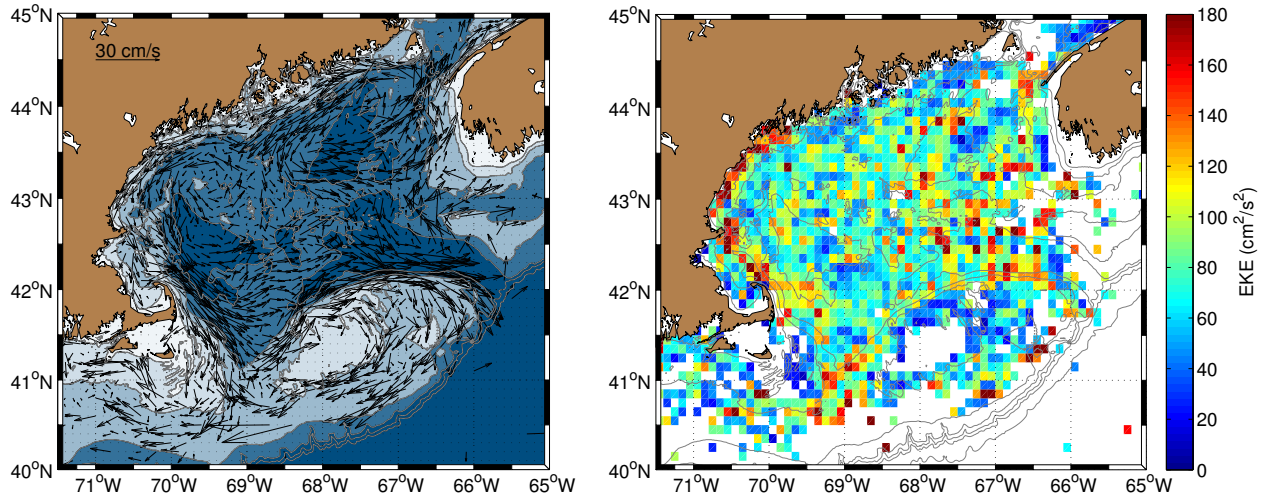 45°N
44°N
43°N
42°N
41°N
40°N
71°W
70°W
69°W
68°W
67°W
66°W
65°W
30 cm/s
45°N
44°N
43°N
42°N
41°N
40°N
71°W
70°W
69°W
68°W
67°W
66°W
65°W
180
160
140
120
100
80
60
40
20
0
EKE (cm²/s²)